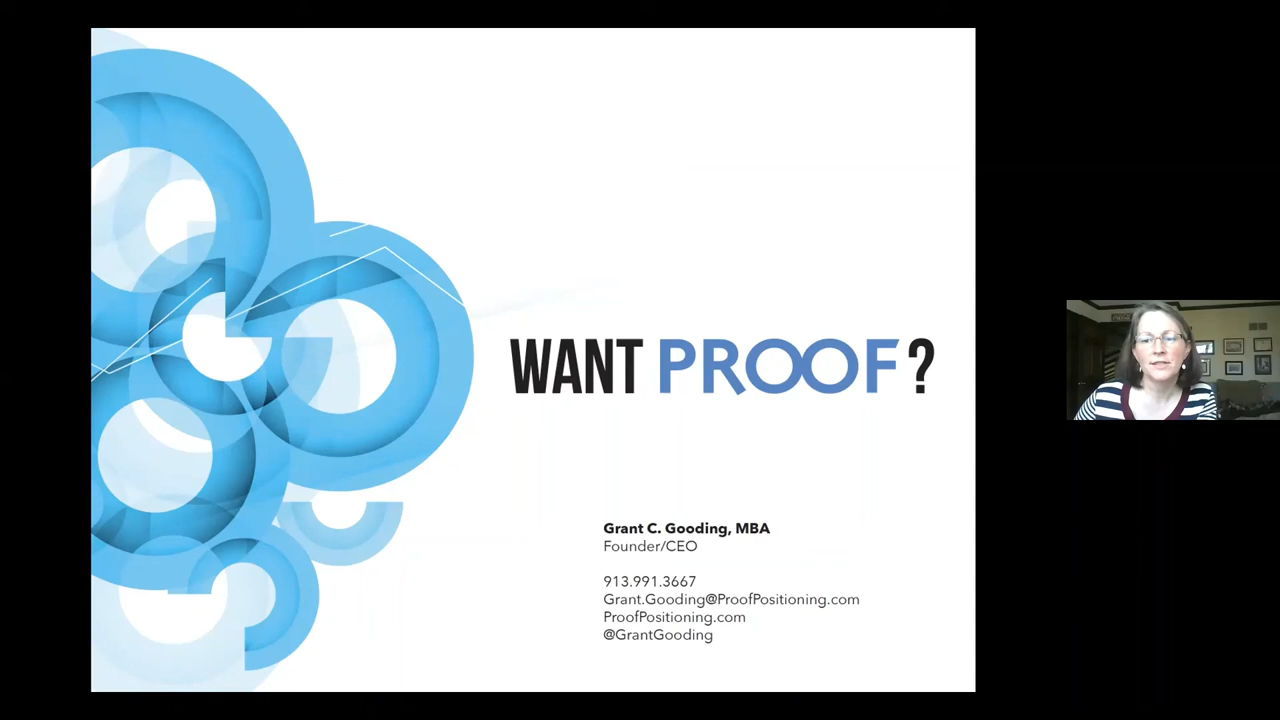 WANT PROOF?
Grant C. Gooding, MBA
Founder/CEO
913.991.3667
Grant.Gooding@ProofPositioning.com
ProofPositioning.com
@GrantGooding